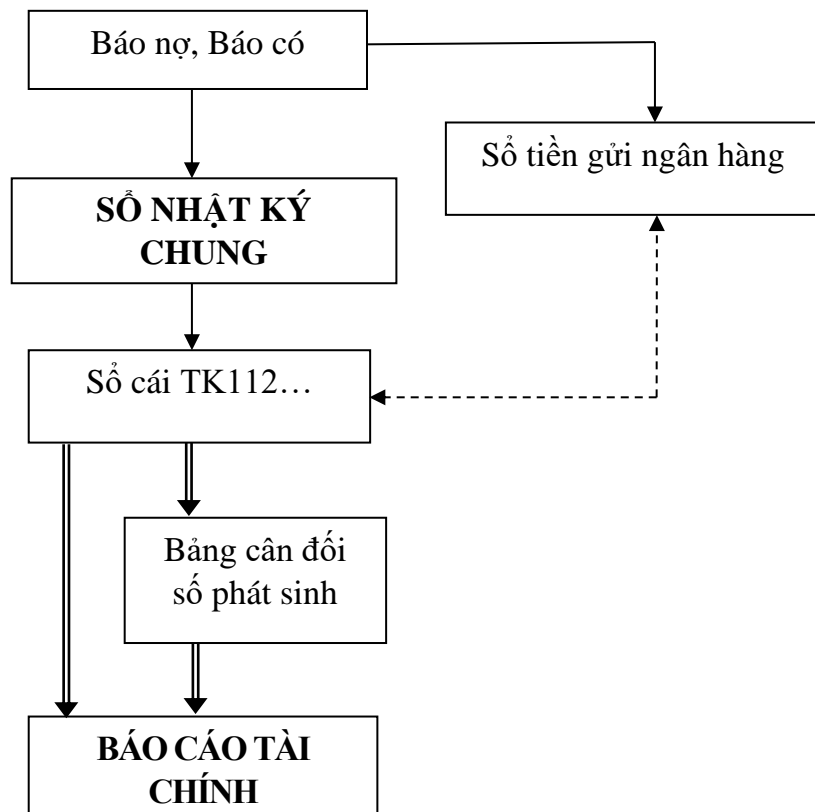 Báo nợ, Báo có
Sổ tiền gửi ngân hàng
SỔ NHẬT KÝ
CHUNG
Sổ cái TK112…
Bảng cân đối
số phát sinh
BÁO CÁO TÀI
CHÍNH